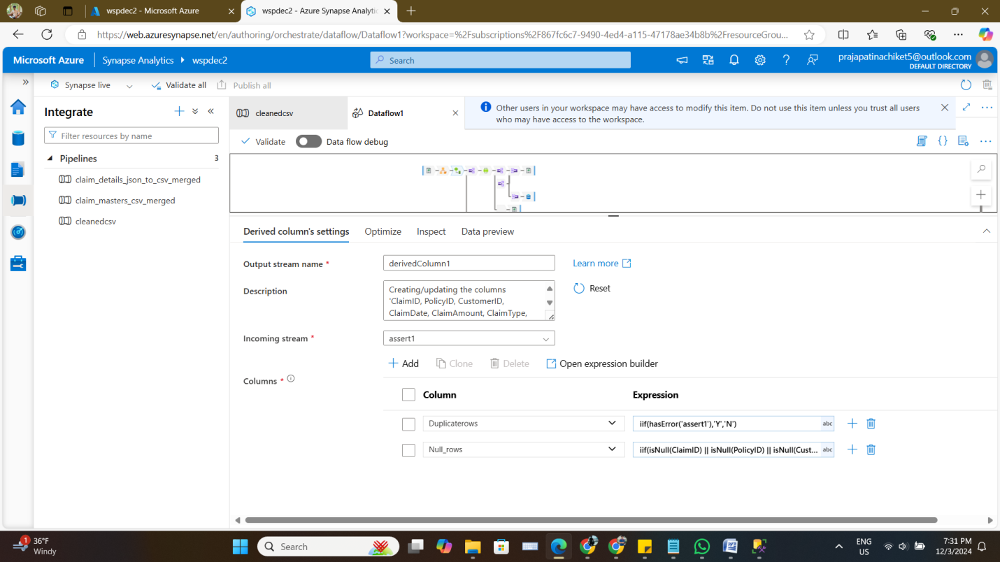 wspdec2 - Microsoft Azure
wspdec2 - Azure Synapse Analytic
https://web.azuresynapse.net/en/authoring/orchestrate/dataflow/Dataflow1?workspace=%2Fsubscriptions%2F867fc6c7-9490-4ed4-a115-47178ae34b8b%2FresourceGrou...
Microsoft Azure
Synapse Analytics
wspdec2
Search
prajapatinachiket5@outlook.com
DEFAULT DIRECTORY
Synapse live
Validate all
Publish all
Integrate
Filter resources by name
Pipelines
3
claim_details_json_to_csv_merged
claim_masters_csv_merged
cleanedcsv
cleanedcsv
Dataflow1
Other users in your workspace may have access to modify this item. Do not use this item unless you trust all users
who may have access to the workspace.
Validate
Data flow debug
Derived column's settings
Optimize
Inspect
Data preview
Output stream name *
derivedColumn1
Learn more
Description
Creating/updating the columns
'ClaimID, PolicyID, CustomerID,
ClaimDate, ClaimAmount, ClaimType,
Reset
Incoming stream *
assert1
Add
Clone
Delete
Open expression builder
Columns *
Column
Expression
Duplicaterows
iif(hasError('assert1'),'Y','N')
abc
Null_rows
iif(isNull(ClaimID) || isNull(PolicyID) || isNull(Cust...
abc
1
36°F
Windy
Search
ENG
US
7:31 PM
12/3/2024